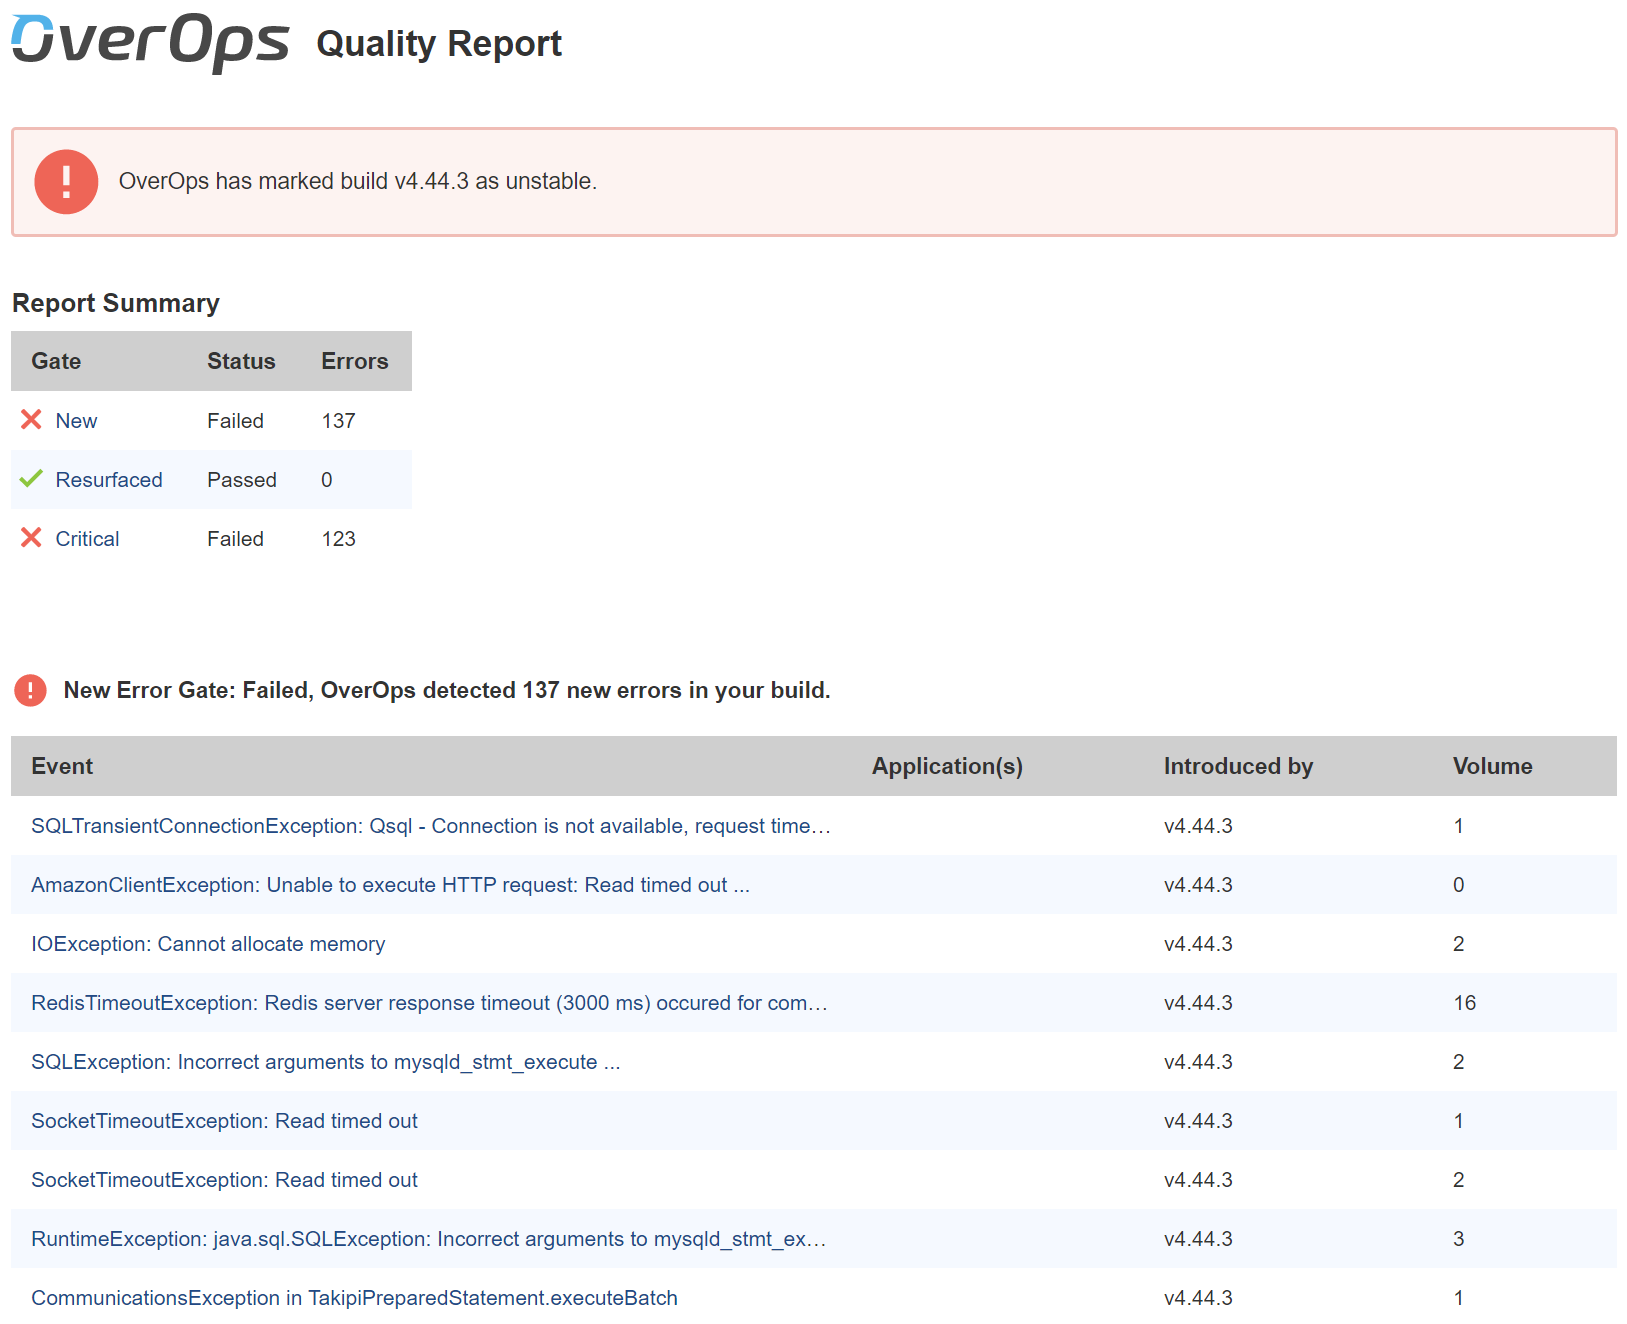 OverOps Quality Report
OverOps has marked build v4.44.3 as unstable.
Report Summary
Gate Status Errors
New Failed 137
Resurfaced Passed 0
Critical Failed 123
New Error Gate: Failed, OverOps detected 137 new errors in your build.
Event Application(s) Introduced by Volume
SQLTransientConnectionException: Qsql - Connection is not available, request time… v4.44.3 1
AmazonClientException: Unable to execute HTTP request: Read timed out ... v4.44.3 0
IOException: Cannot allocate memory v4.44.3 2
RedisTimeoutException: Redis server response timeout (3000 ms) occured for com… v4.44.3 16
SQLException: Incorrect arguments to mysqld_stmt_execute ... v4.44.3 2
SocketTimeoutException: Read timed out v4.44.3 1
SocketTimeoutException: Read timed out v4.44.3 2
RuntimeException: java.sql.SQLException: Incorrect arguments to mysqld_stmt_ex… v4.44.3 3
CommunicationsException in TakipiPreparedStatement.executeBatch v4.44.3 1